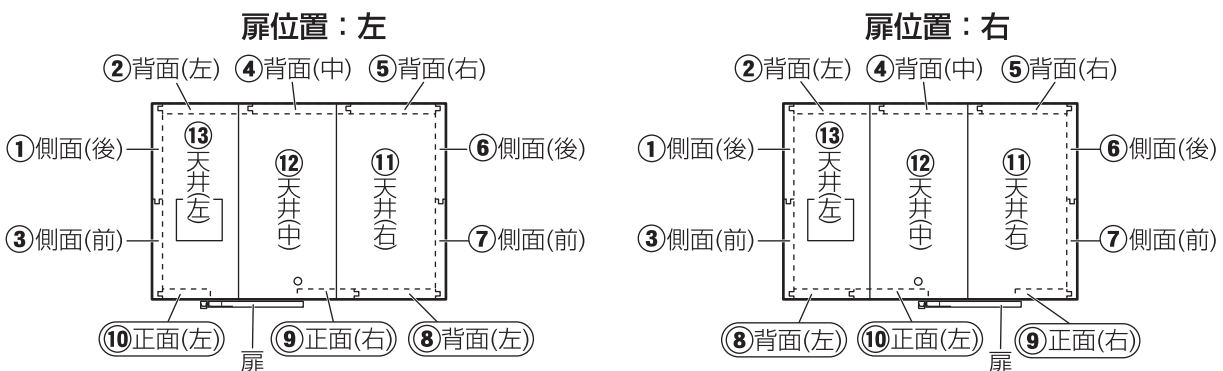 扉位置：左
②背面(左) ④背面(中) ⑤背面(右)
①側面(後)
⑬天井(左)
⑫天井(中)
⑪天井(右)
⑥側面(後)
③側面(前)
⑦側面(前)
⑩正面(左) ⑨正面(右) ⑧背面(左)
扉
扉位置：右
②背面(左) ④背面(中) ⑤背面(右)
①側面(後)
⑬天井(左)
⑫天井(中)
⑪天井(右)
⑥側面(後)
③側面(前)
⑦側面(前)
⑧背面(左) ⑩正面(左) ⑨正面(右)
扉